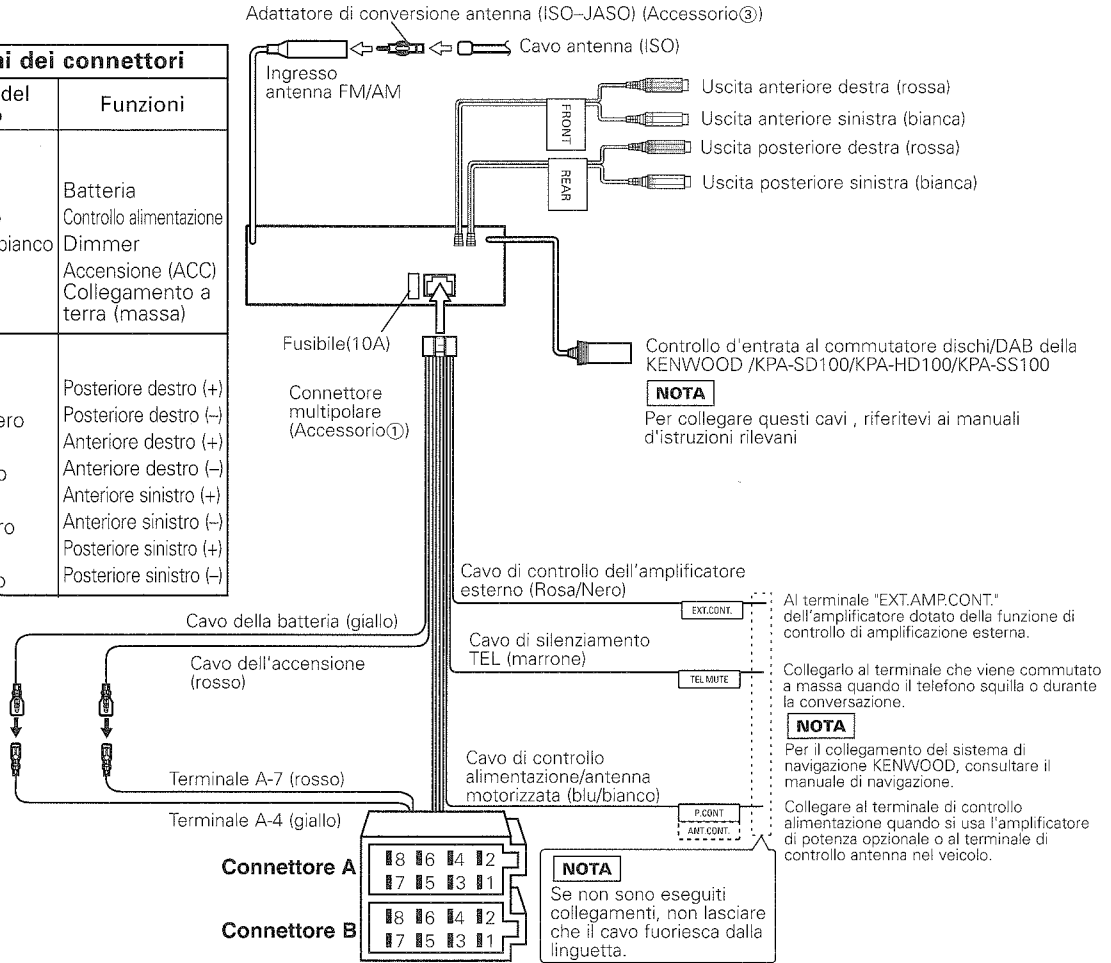 Adattatore di conversione antenna (ISO–JASO) (Accessorio③)
Cavo antenna (ISO)
Ingresso
antenna FM/AM
ni dei connettori
del
Funzioni
Batteria
Controllo alimentazione
bianco
Dimmer
Accensione (ACC)
Collegamento a
terra (massa)
Posteriore destro (+)
Posteriore destro (–)
Anteriore destro (+)
Anteriore destro (–)
Anteriore sinistro (+)
Anteriore sinistro (–)
Posteriore sinistro (+)
Posteriore sinistro (–)
FRONT
REAR
Uscita anteriore destra (rossa)
Uscita anteriore sinistra (bianca)
Uscita posteriore destra (rossa)
Uscita posteriore sinistra (bianca)
Fusibile(10A)
Connettore
multipolare
(Accessorio①)
Controllo d'entrata al commutatore dischi/DAB della
KENWOOD /KPA-SD100/KPA-HD100/KPA-SS100
NOTA
Per collegare questi cavi , riferitevi ai manuali
d'istruzioni rilevani
Cavo di controllo dell'amplificatore
esterno (Rosa/Nero)
EXT.CONT.
Al terminale "EXT.AMP.CONT."
dell'amplificatore dotato della funzione di
controllo di amplificazione esterna.
Cavo della batteria (giallo)
Cavo dell'accensione
(rosso)
Cavo di silenziamento
TEL (marrone)
TEL MUTE
Collegarlo al terminale che viene commutato
a massa quando il telefono squilla o durante
la conversazione.
NOTA
Per il collegamento del sistema di
navigazione KENWOOD, consultare il
manuale di navigazione.
Cavo di controllo
alimentazione/antenna
motorizzata (blu/bianco)
P.CONT
ANT.CONT.
Collegare al terminale di controllo
alimentazione quando si usa l'amplificatore
di potenza opzionale o al terminale di
controllo antenna nel veicolo.
Terminale A-7 (rosso)
Terminale A-4 (giallo)
Connettore A
8 6 4 2
7 5 3 1
Connettore B
8 6 4 2
7 5 3 1
NOTA
Se non sono eseguiti
collegamenti, non lasciare
che il cavo fuoriesca dalla
linguetta.